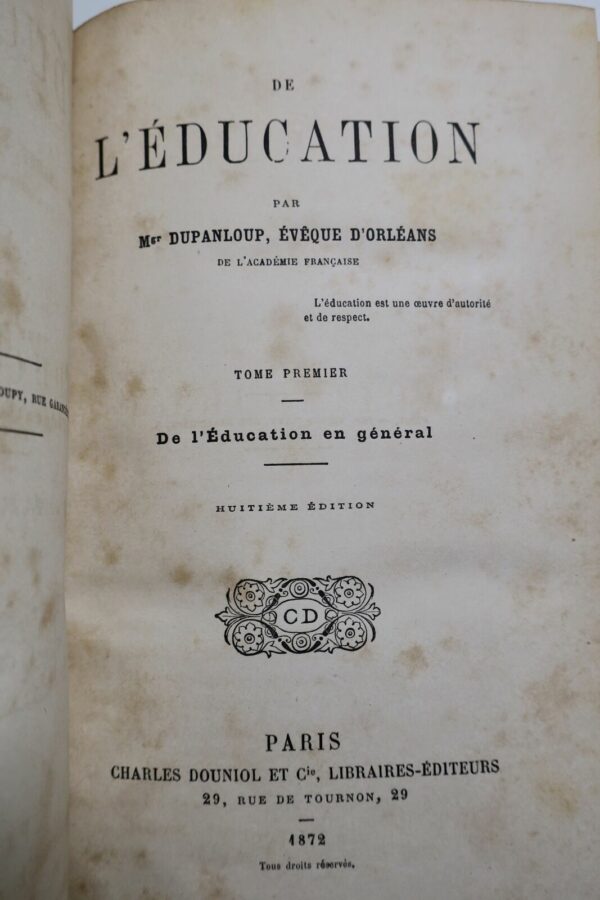 DE
L'ÉDUCATION
PAR
Mgr DUPANLOUP, ÉVÊQUE D'ORLÉANS
DE L'ACADÉMIE FRANÇAISE
L'éducation est une œuvre d'autorité
et de respect.
TOME PREMIER
De l'Éducation en général
HUITIÈME ÉDITION
CD
PARIS
CHARLES DOUNIOL ET Cie, LIBRAIRES-ÉDITEURS
29, RUE DE TOURNON, 29
1872
Tous droits réservés.
RUE